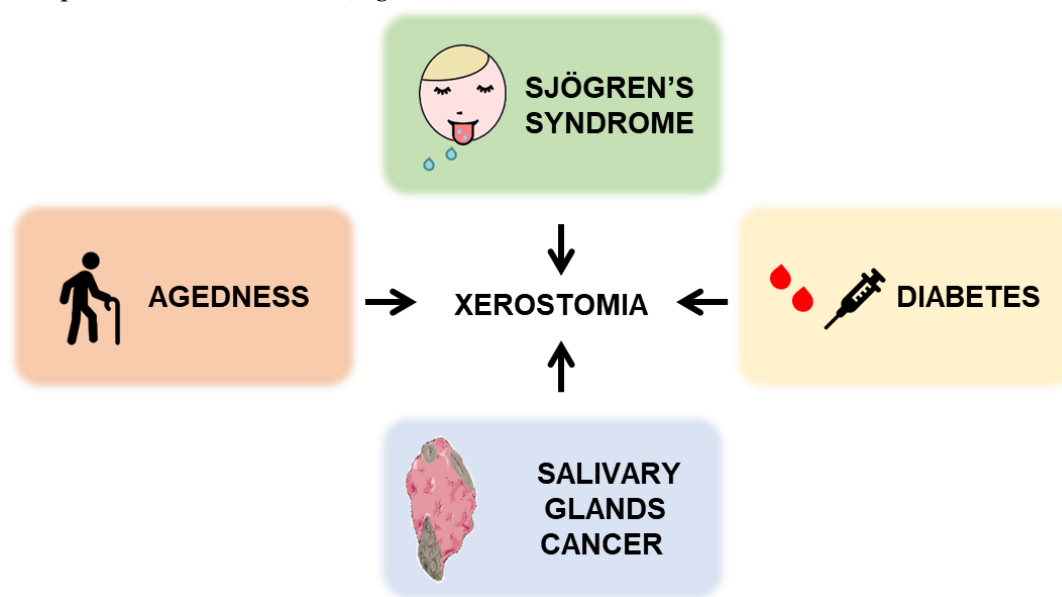 SJÖGREN'S
SYNDROME
AGEDNESS
XEROSTOMIA
DIABETES
SALIVARY
GLANDS
CANCER